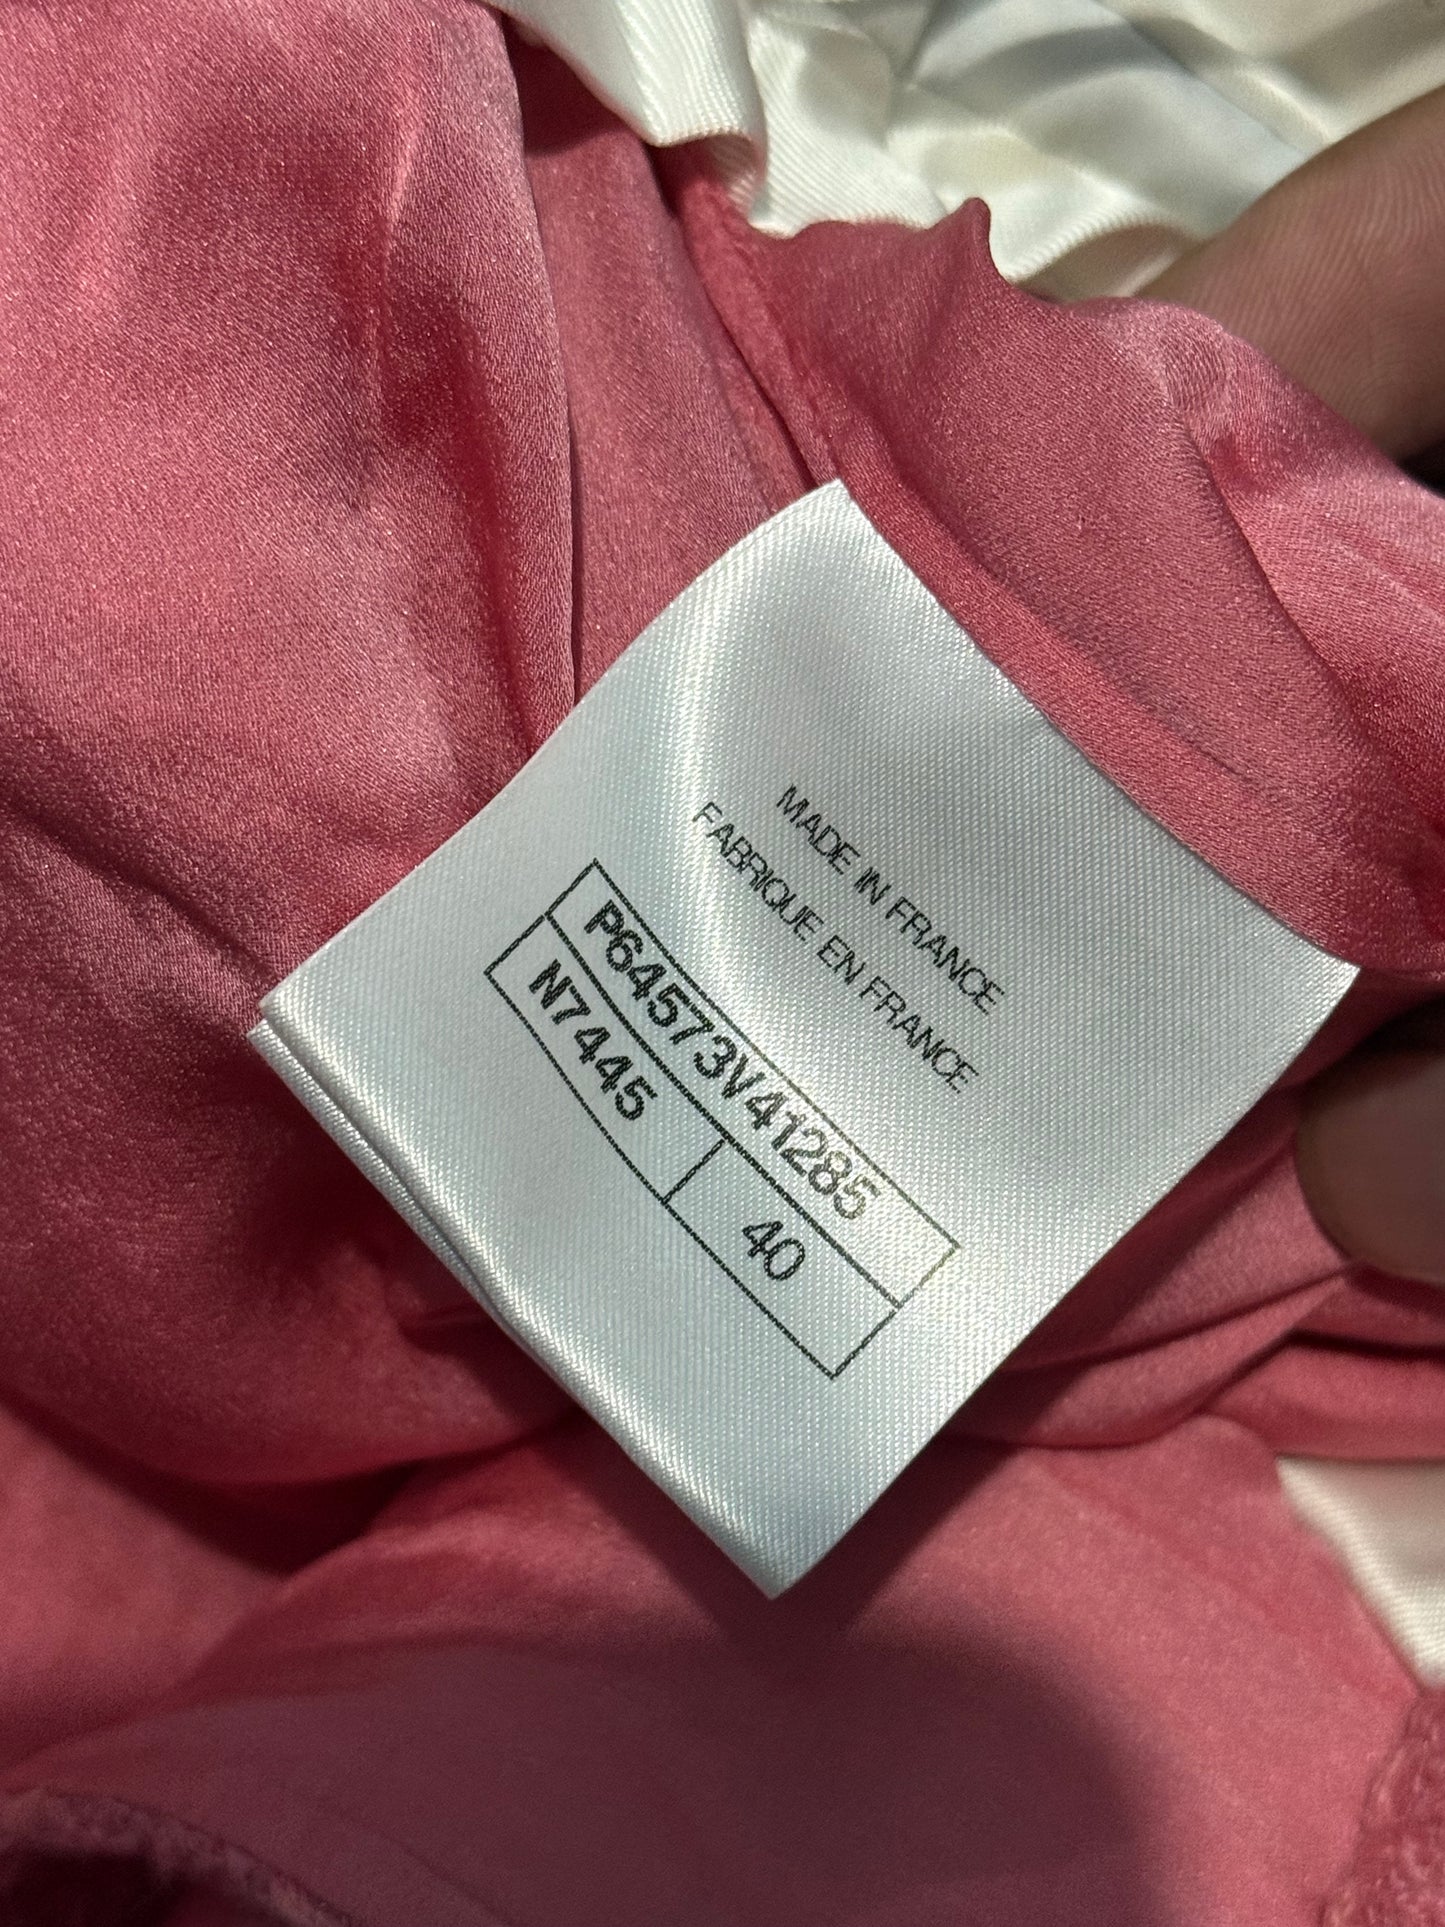 MADE IN FRANCE
FABRIQUE EN FRANCE
P64573V41285
N7445 40